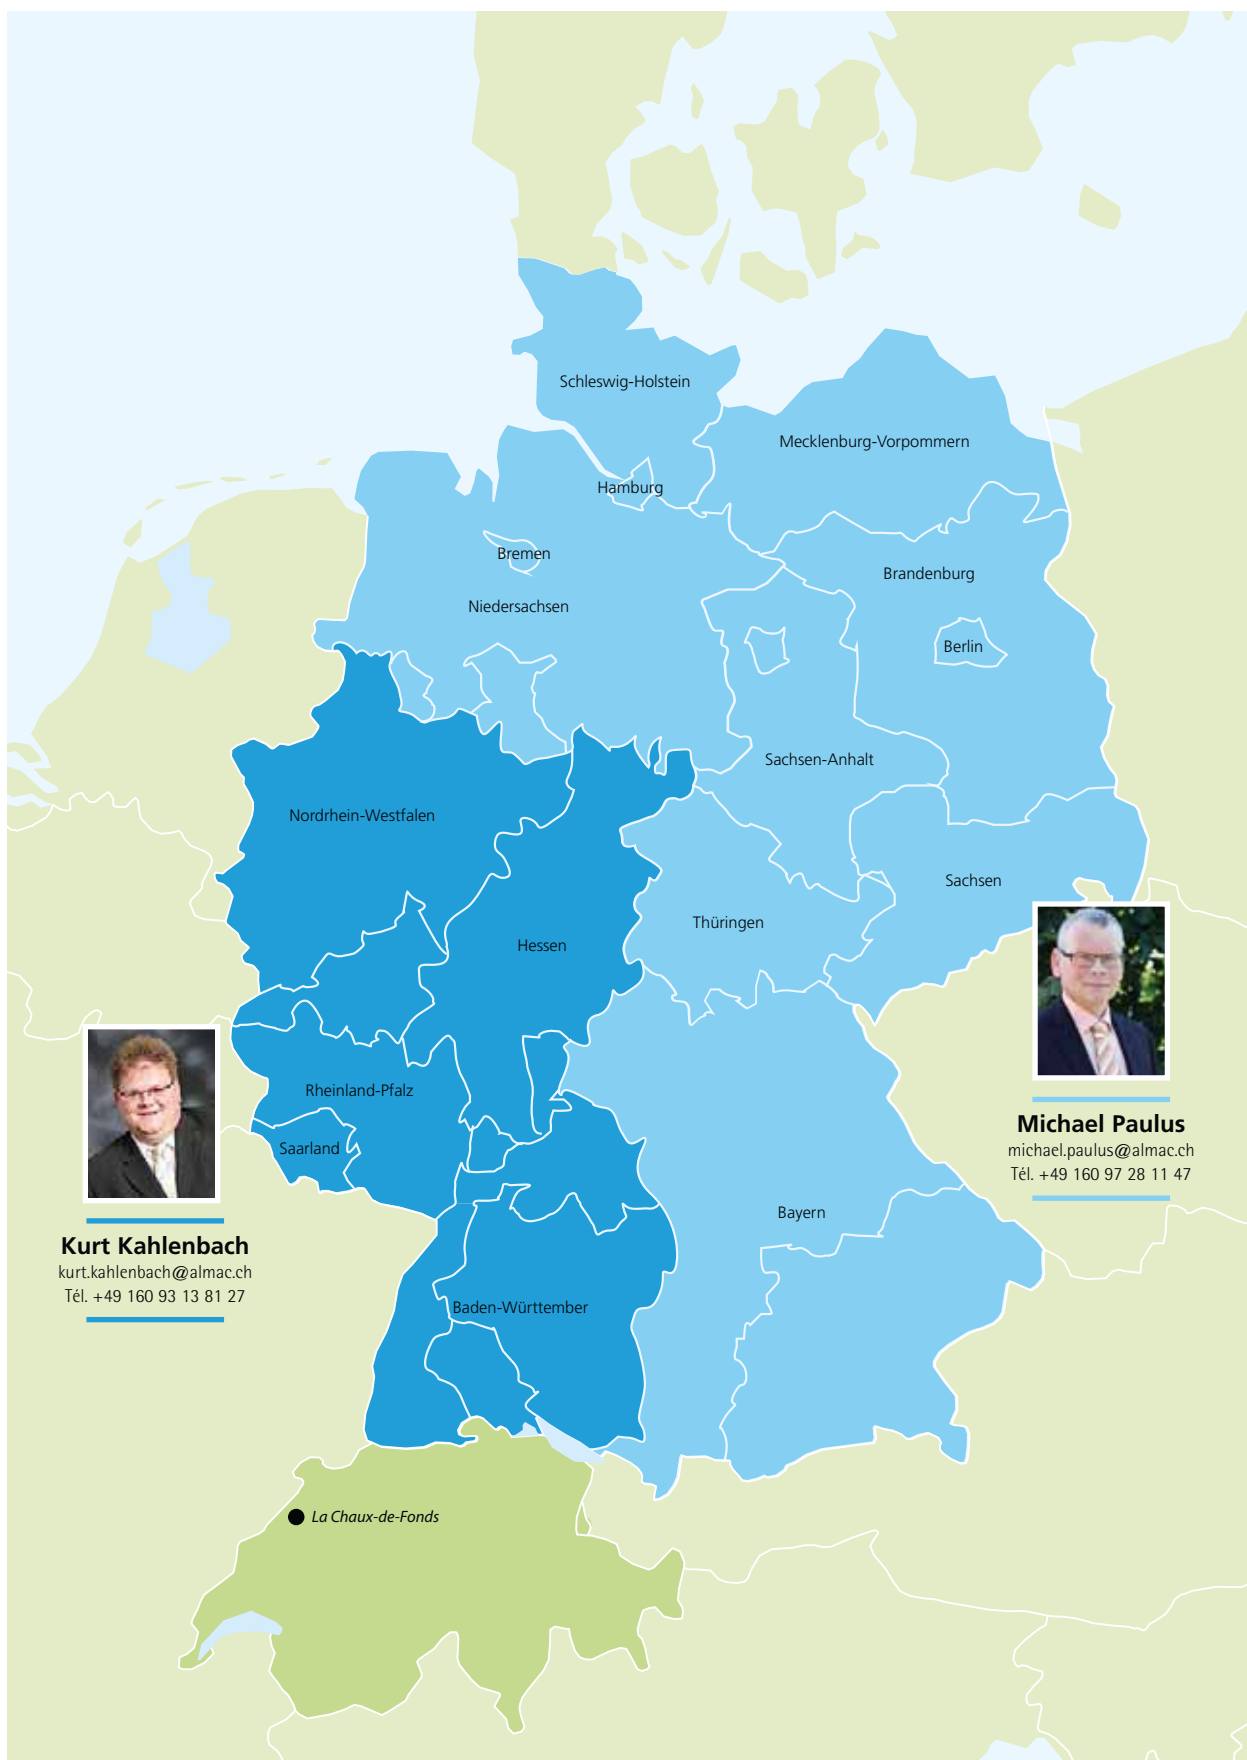 Schleswig-Holstein
Mecklenburg-Vorpommern
Hamburg
Bremen
Brandenburg
Niedersachsen
Berlin
Sachsen-Anhalt
Nordrhein-Westfalen
Sachsen
Thüringen
Hessen
Rheinland-Pfalz
Saarland
Michael Paulus
michael.paulus@almac.ch
Tél. +49 160 97 28 11 47
Bayern
Kurt Kahlenbach
kurt.kahlenbach@almac.ch
Tél. +49 160 93 13 81 27
Baden-Württember
La Chaux-de-Fonds